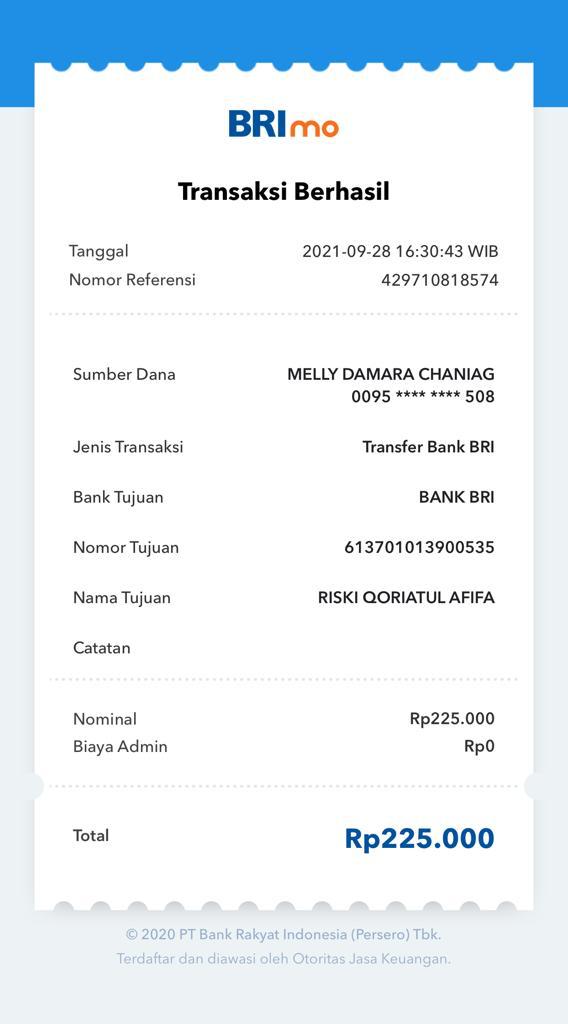 BRImo
Transaksi Berhasil
Tanggal 2021-09-28 16:30:43 WIB
Nomor Referensi 429710818574
Sumber Dana MELLY DAMARA CHANIAG
0095 **** **** 508
Jenis Transaksi Transfer Bank BRI
Bank Tujuan BANK BRI
Nomor Tujuan 613701013900535
Nama Tujuan RISKI QORIATUL AFIFA
Catatan
Nominal Rp225.000
Biaya Admin Rp0
Total Rp225.000
© 2020 PT Bank Rakyat Indonesia (Persero) Tbk.
Terdaftar dan diawasi oleh Otoritas Jasa Keuangan.